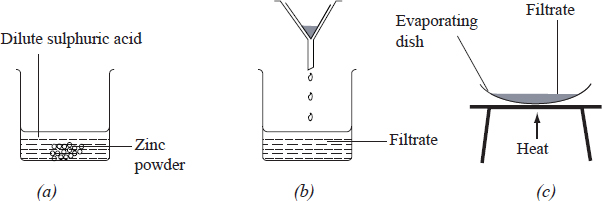 Dilute sulphuric acid
Zinc
powder
(a)
Filtrate
(b)
Evaporating
dish
Filtrate
Heat
(c)